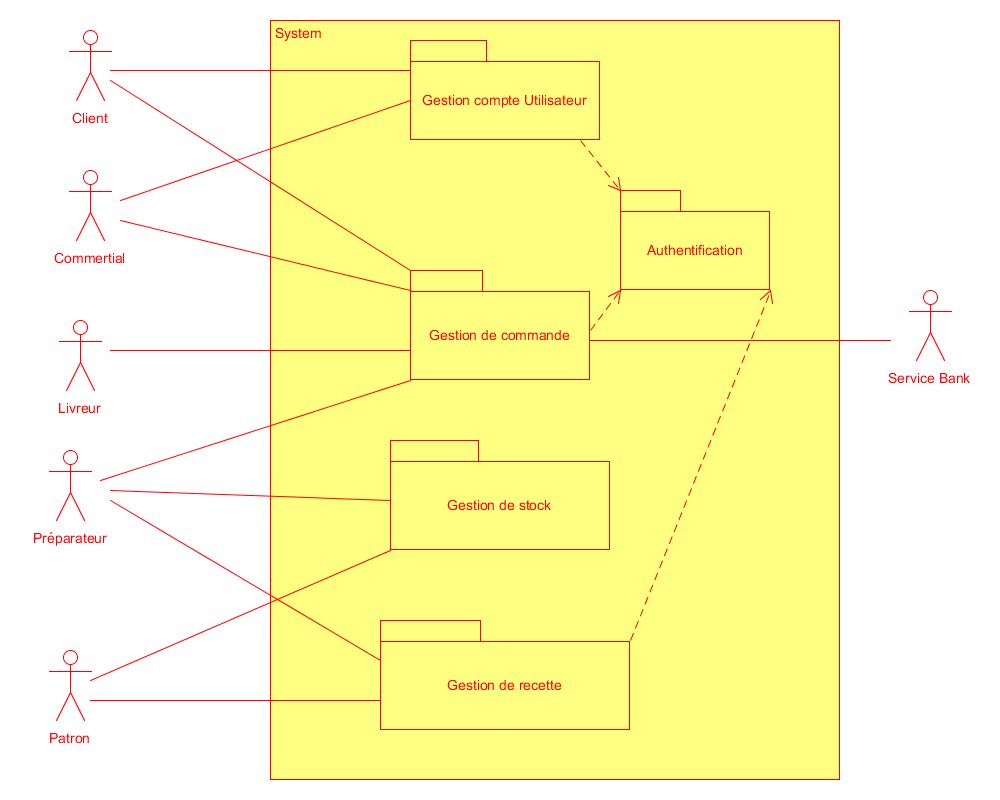 System
Client
Gestion compte Utilisateur
Commertial
Authentification
Gestion de commande
Service Bank
Livreur
Préparateur
Gestion de stock
Gestion de recette
Patron